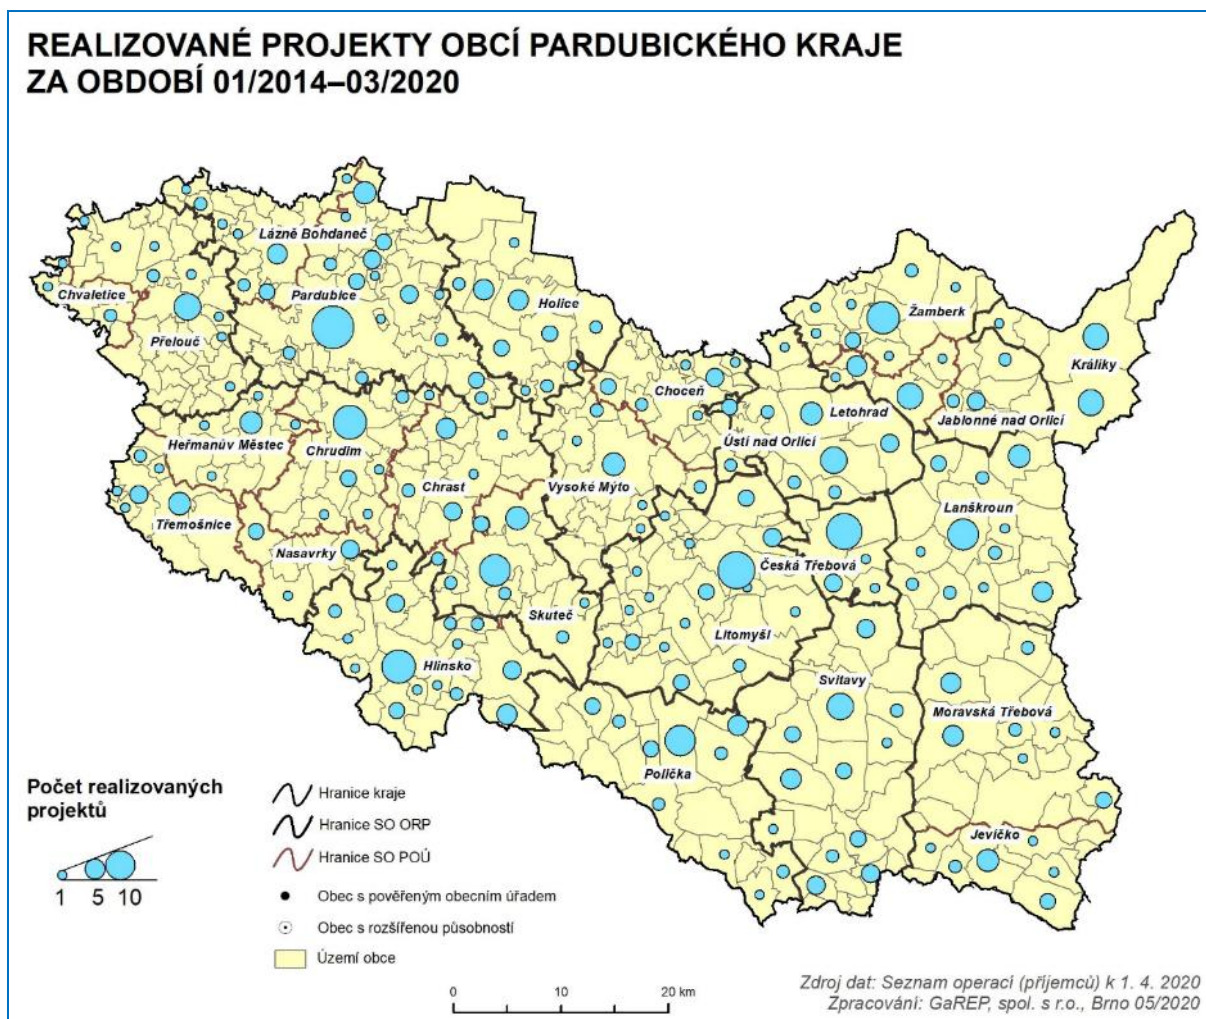 REALIZOVANÉ PROJEKTY OBCÍ PARDUBICKÉHO KRAJE
ZA OBDOBÍ 01/2014–03/2020
Lázně Bohdaneč
Chvaletice
Pardubice
Holice
Žamberk
Přelouč
Králíky
Choceň
Letohrad
Jablonné nad Orlicí
Heřmanův Městec
Chrudim
Ústí nad Orlicí
Chrast
Vysoké Mýto
Lanškroun
Třemošnice
Nasavrky
Česká Třebová
Skuteč
Litomyšl
Hlinsko
Svitavy
Moravská Třebová
Polička
Jevíčko
Počet realizovaných
projektů
1 5 10
Hranice kraje
Hranice SO ORP
Hranice SO POÚ
Obec s pověřeným obecním úřadem
Obec s rozšířenou působností
Území obce
0 10 20 km
Zdroj dat: Seznam operací (příjemců) k 1. 4. 2020
Zpracování: GaREP, spol. s r.o., Brno 05/2020